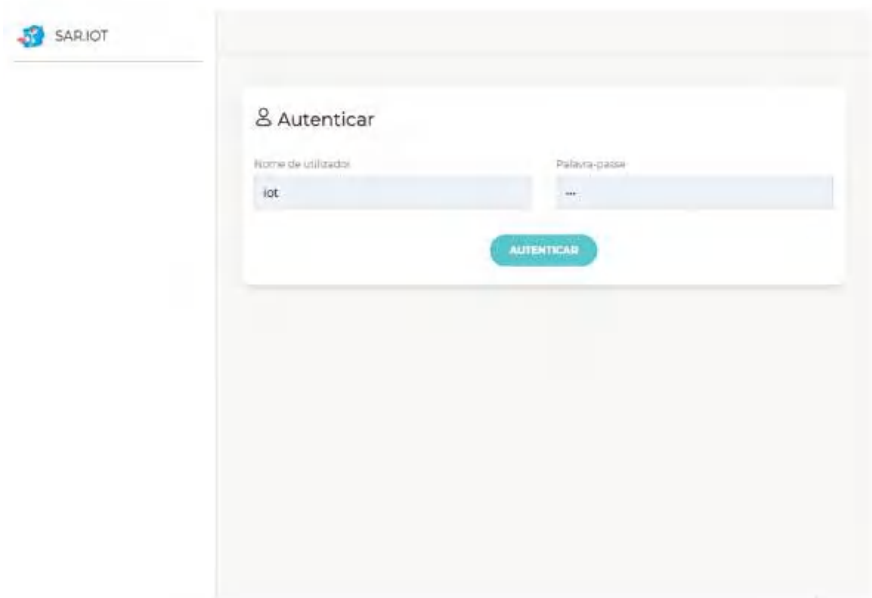 SAR.IOT
Autenticar
Nome de utilizador
Palavra-passe
iot
•••
AUTENTICAR